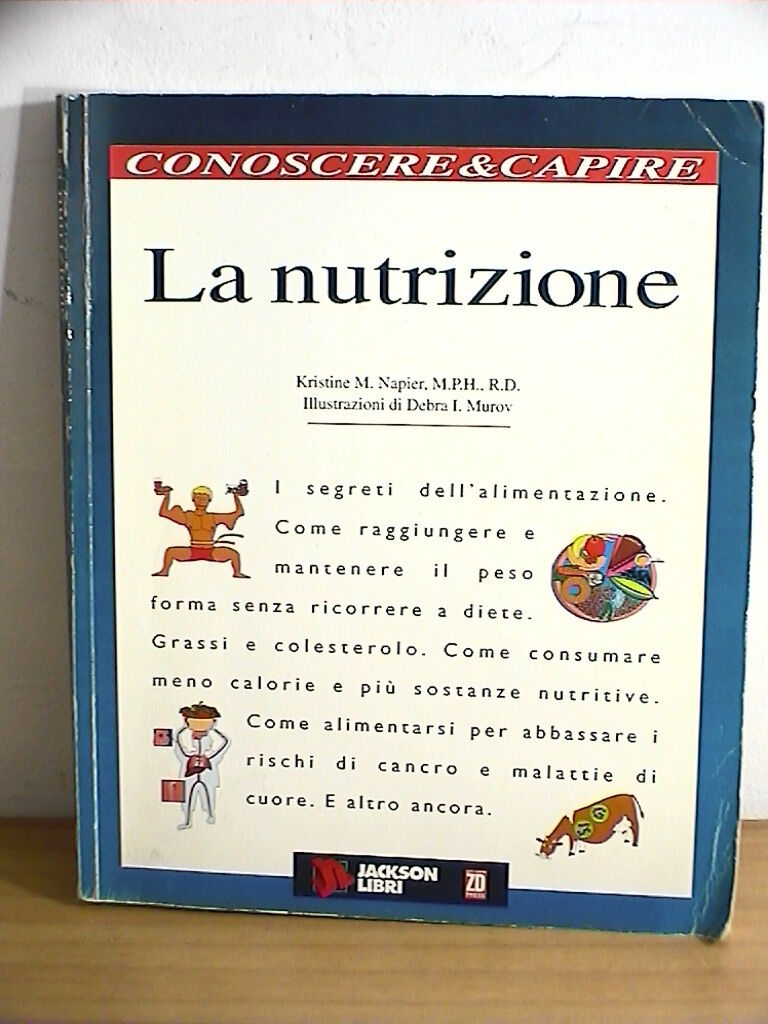 CONOSCERE&CAPIRE
La nutrizione
Kristine M. Napier, M.P.H., R.D.
Illustrazioni di Debra I. Murov
I segreti dell'alimentazione.
Come raggiungere e
mantenere il peso
forma senza ricorrere a diete.
Grassi e colesterolo. Come consumare
meno calorie e più sostanze nutritive.
Come alimentarsi per abbassare i
rischi di cancro e malattie di
cuore. E altro ancora.
JACKSON
LIBRI
ZD
PRESS